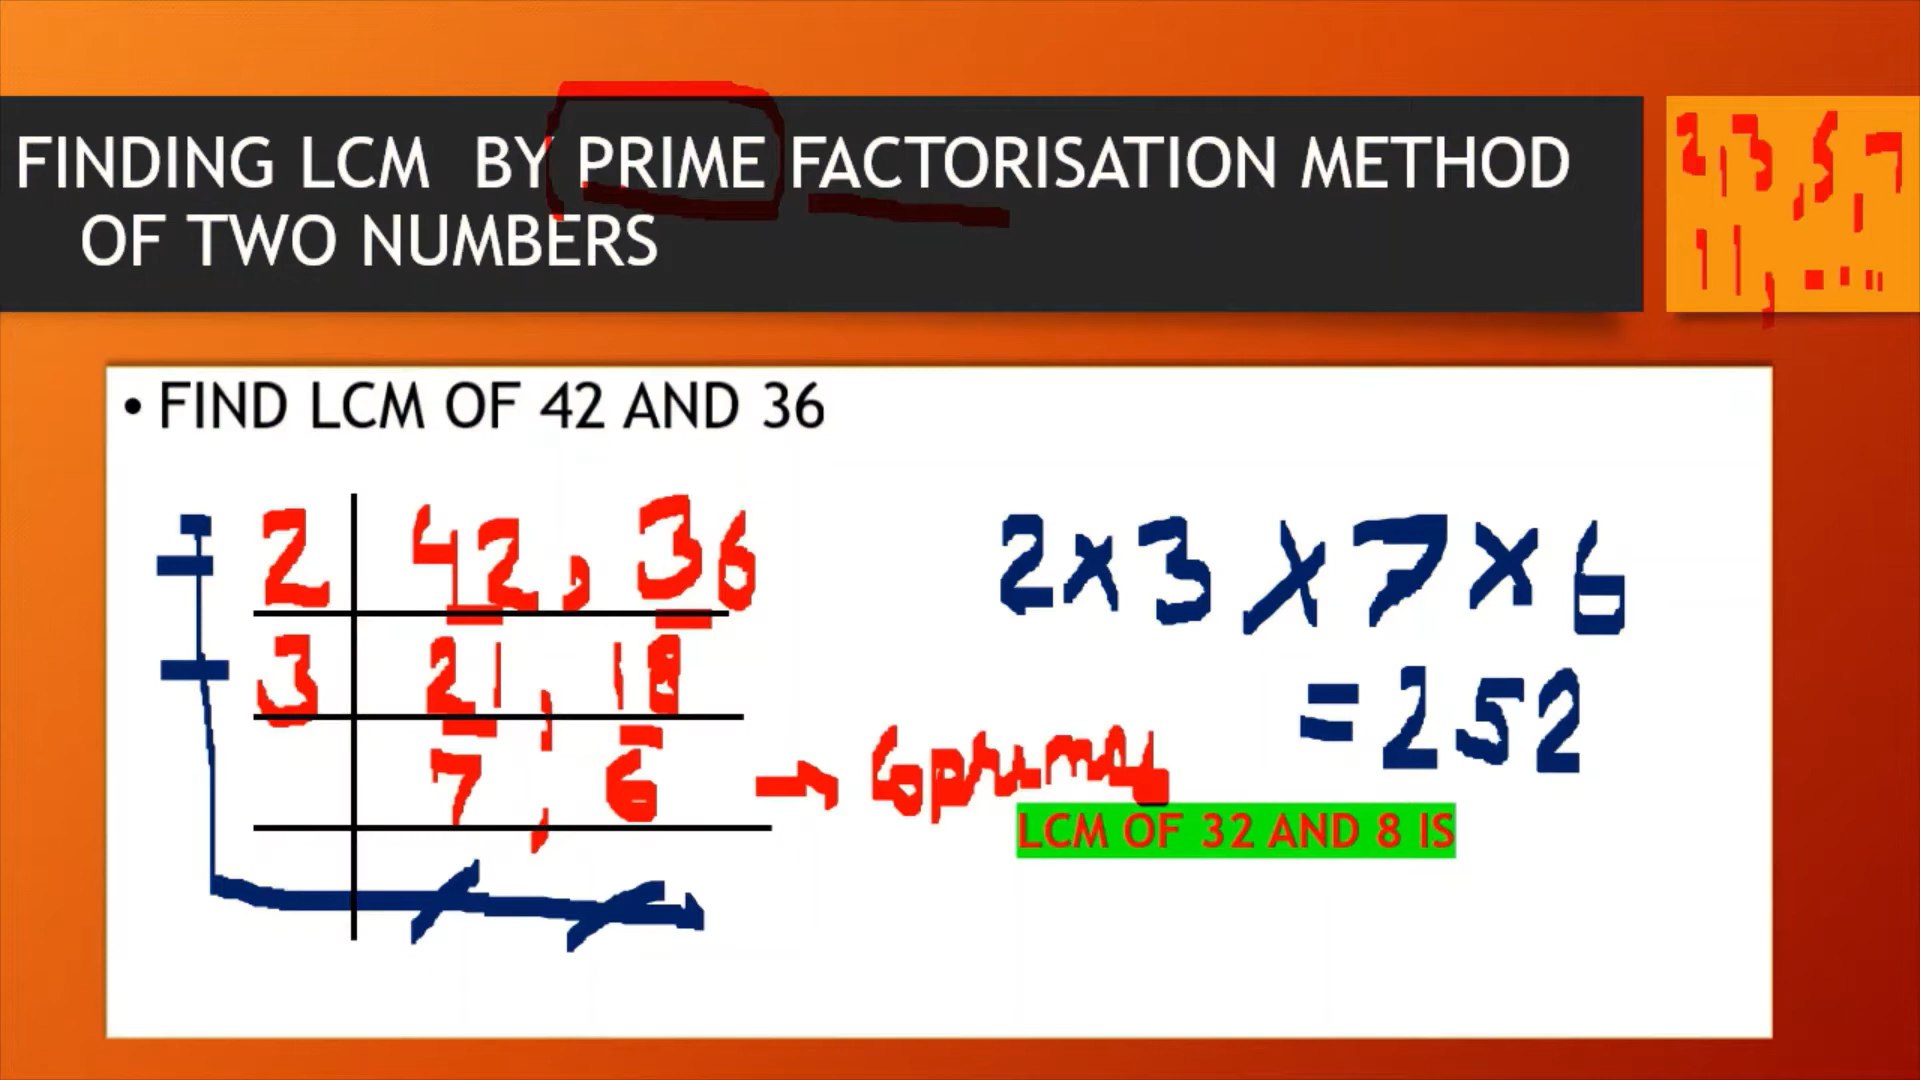 FINDING LCM BY PRIME FACTORISATION METHOD
OF TWO NUMBERS
2, 3, 5, 7
11, ....
• FIND LCM OF 42 AND 36
2 42, 36
3 21, 18
7, 6 →
2 x 3 x 7 x 6
= 252
LCM OF 32 AND 8 IS